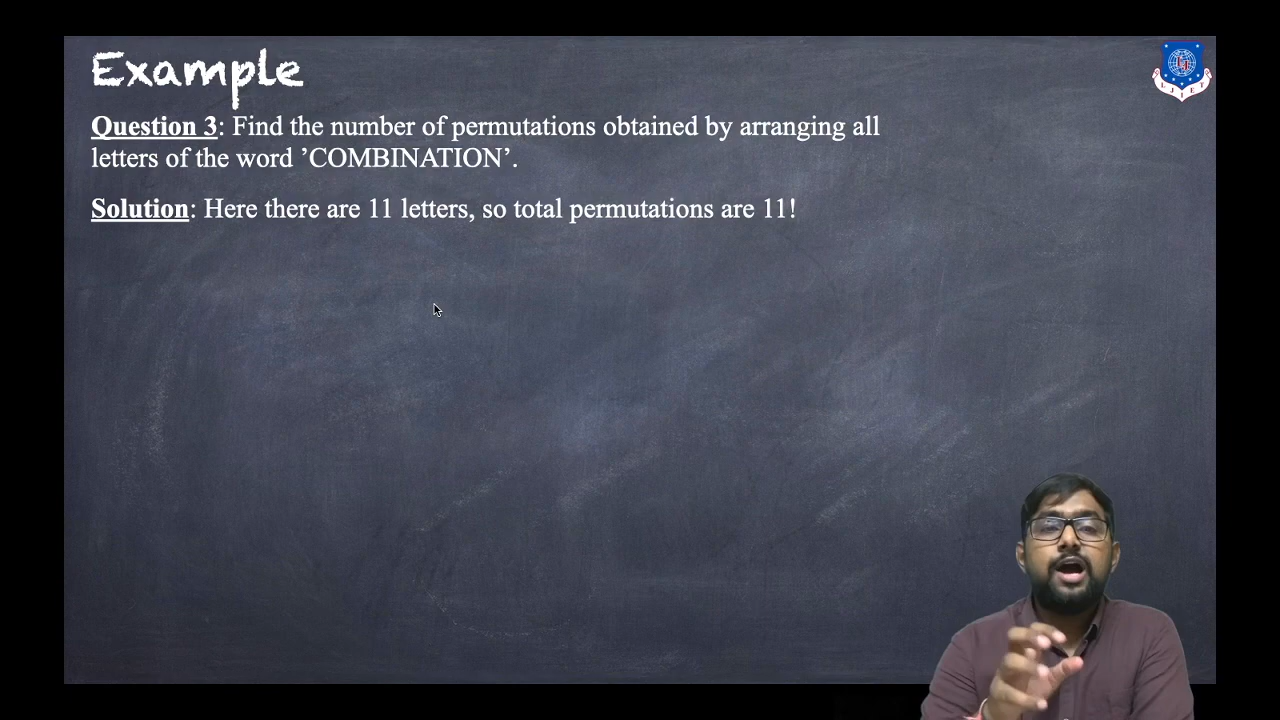 Example
Question 3: Find the number of permutations obtained by arranging all
letters of the word ’COMBINATION’.
Solution: Here there are 11 letters, so total permutations are 11!